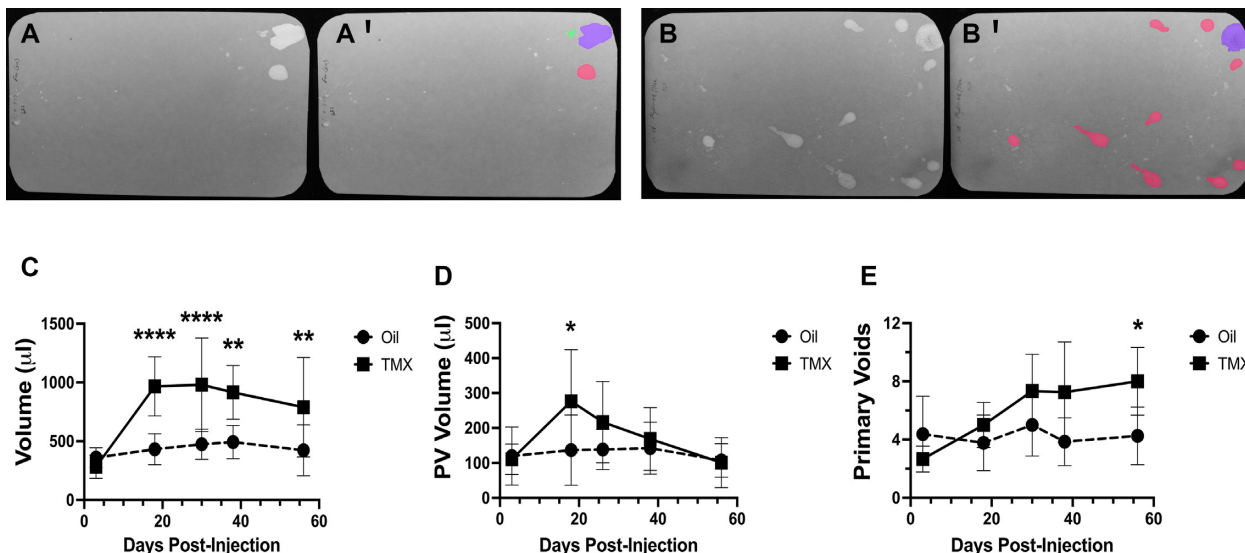 A
A'
B
B'
C
1500
1000
500
0
Volume (µl)
****
****
**
**
Oil
TMX
0
20
40
60
Days Post-Injection
D
500
400
300
200
100
0
PV Volume (µl)
*
Oil
TMX
0
20
40
60
Days Post-Injection
E
12
8
4
0
Primary Voids
*
Oil
TMX
0
20
40
60
Days Post-Injection